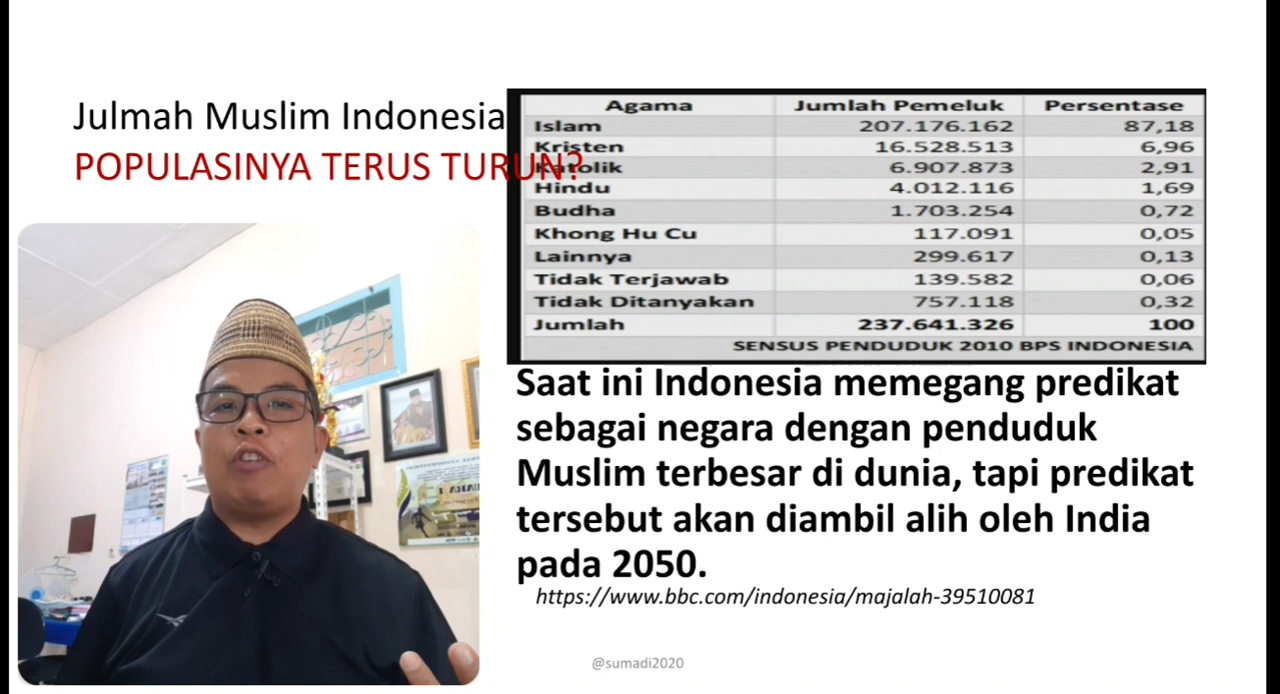 Julmah Muslim Indonesia
POPULASINYA TERUS TURUN?
Agama Jumlah Pemeluk Persentase
Islam 207.176.162 87,18
Kristen 16.528.513 6,96
Katolik 6.907.873 2,91
Hindu 4.012.116 1,69
Budha 1.703.254 0,72
Khong Hu Cu 117.091 0,05
Lainnya 299.617 0,13
Tidak Terjawab 139.582 0,06
Tidak Ditanyakan 757.118 0,32
Jumlah 237.641.326 100
SENSUS PENDUDUK 2010 BPS INDONESIA
Saat ini Indonesia memegang predikat
sebagai negara dengan penduduk
Muslim terbesar di dunia, tapi predikat
tersebut akan diambil alih oleh India
pada 2050.
https://www.bbc.com/indonesia/majalah-39510081
@sumadi2020